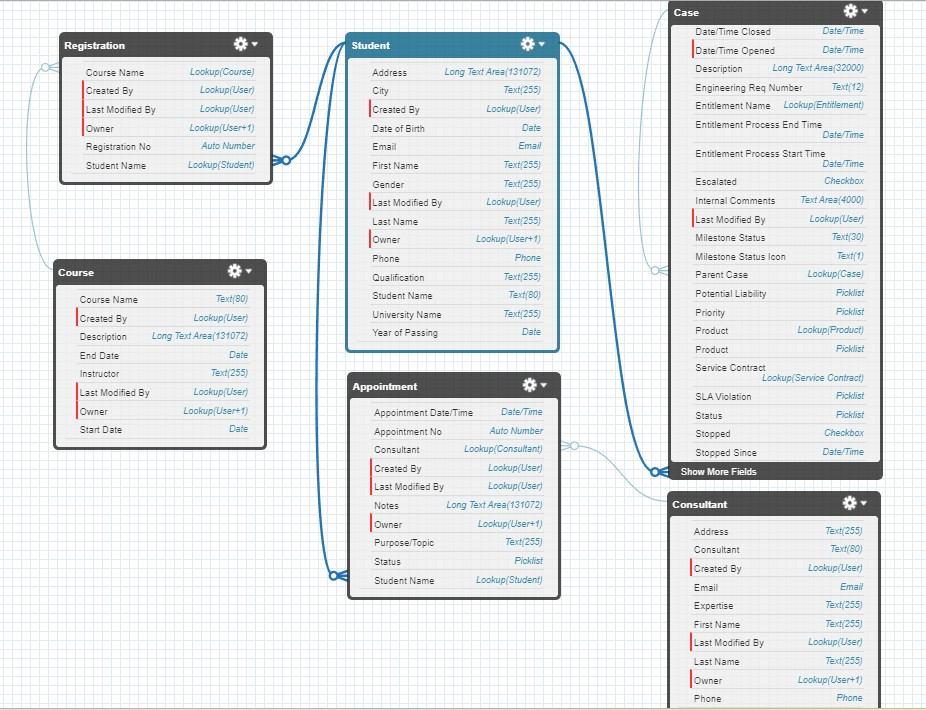 Registration
Course Name Lookup(Course)
Created By Lookup(User)
Last Modified By Lookup(User)
Owner Lookup(User+1)
Registration No Auto Number
Student Name Lookup(Student)
Course
Course Name Text(80)
Created By Lookup(User)
Description Long Text Area(131072)
End Date Date
Instructor Text(255)
Last Modified By Lookup(User)
Owner Lookup(User+1)
Start Date Date
Student
Address Long Text Area(131072)
City Text(255)
Created By Lookup(User)
Date of Birth Date
Email Email
First Name Text(255)
Gender Text(255)
Last Modified By Lookup(User)
Last Name Text(255)
Owner Lookup(User+1)
Phone Phone
Qualification Text(255)
Student Name Text(80)
University Name Text(255)
Year of Passing Date
Appointment
Appointment Date/Time Date/Time
Appointment No Auto Number
Consultant Lookup(Consultant)
Created By Lookup(User)
Last Modified By Lookup(User)
Notes Long Text Area(131072)
Owner Lookup(User+1)
Purpose/Topic Text(255)
Status Picklist
Student Name Lookup(Student)
Case
Date/Time Closed Date/Time
Date/Time Opened Date/Time
Description Long Text Area(32000)
Engineering Req Number Text(12)
Entitlement Name Lookup(Entitlement)
Entitlement Process End Time
Date/Time
Entitlement Process Start Time
Date/Time
Escalated Checkbox
Internal Comments Text Area(4000)
Last Modified By Lookup(User)
Milestone Status Text(30)
Milestone Status Icon Text(1)
Parent Case Lookup(Case)
Potential Liability Picklist
Priority Picklist
Product Lookup(Product)
Product Picklist
Service Contract
Lookup(Service Contract)
SLA Violation Picklist
Status Picklist
Stopped Checkbox
Stopped Since Date/Time
Show More Fields
Consultant
Address Text(255)
Consultant Text(80)
Created By Lookup(User)
Email Email
Expertise Text(255)
First Name Text(255)
Last Modified By Lookup(User)
Last Name Text(255)
Owner Lookup(User+1)
Phone Phone